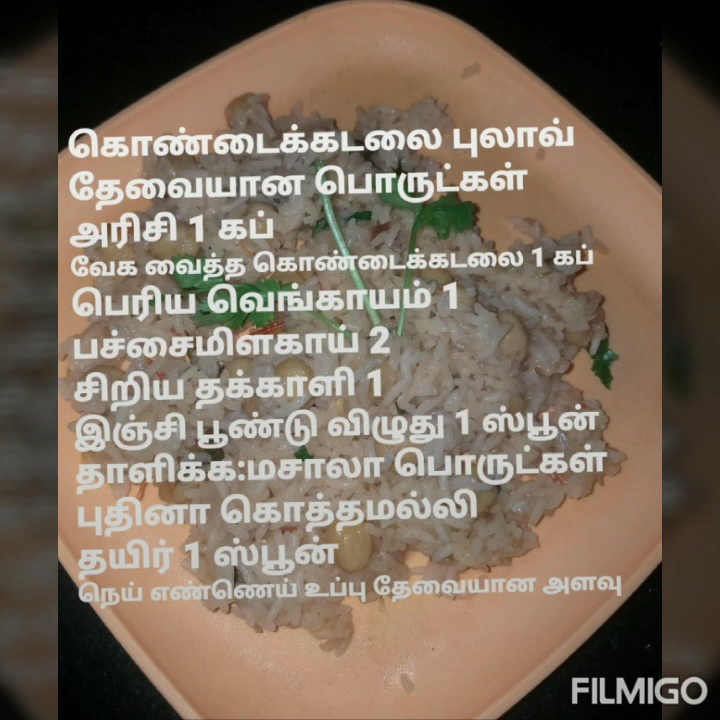 கொண்டைக்கடலை புலாவ்
தேவையான பொருட்கள்
அரிசி 1 கப்
வேக வைத்த கொண்டைக்கடலை 1 கப்
பெரிய வெங்காயம் 1
பச்சைமிளகாய் 2
சிறிய தக்காளி 1
இஞ்சி பூண்டு விழுது 1 ஸ்பூன்
தாளிக்க:மசாலா பொருட்கள்
புதினா கொத்தமல்லி
தயிர் 1 ஸ்பூன்
நெய் எண்ணெய் உப்பு தேவையான அளவு
FILMIGO